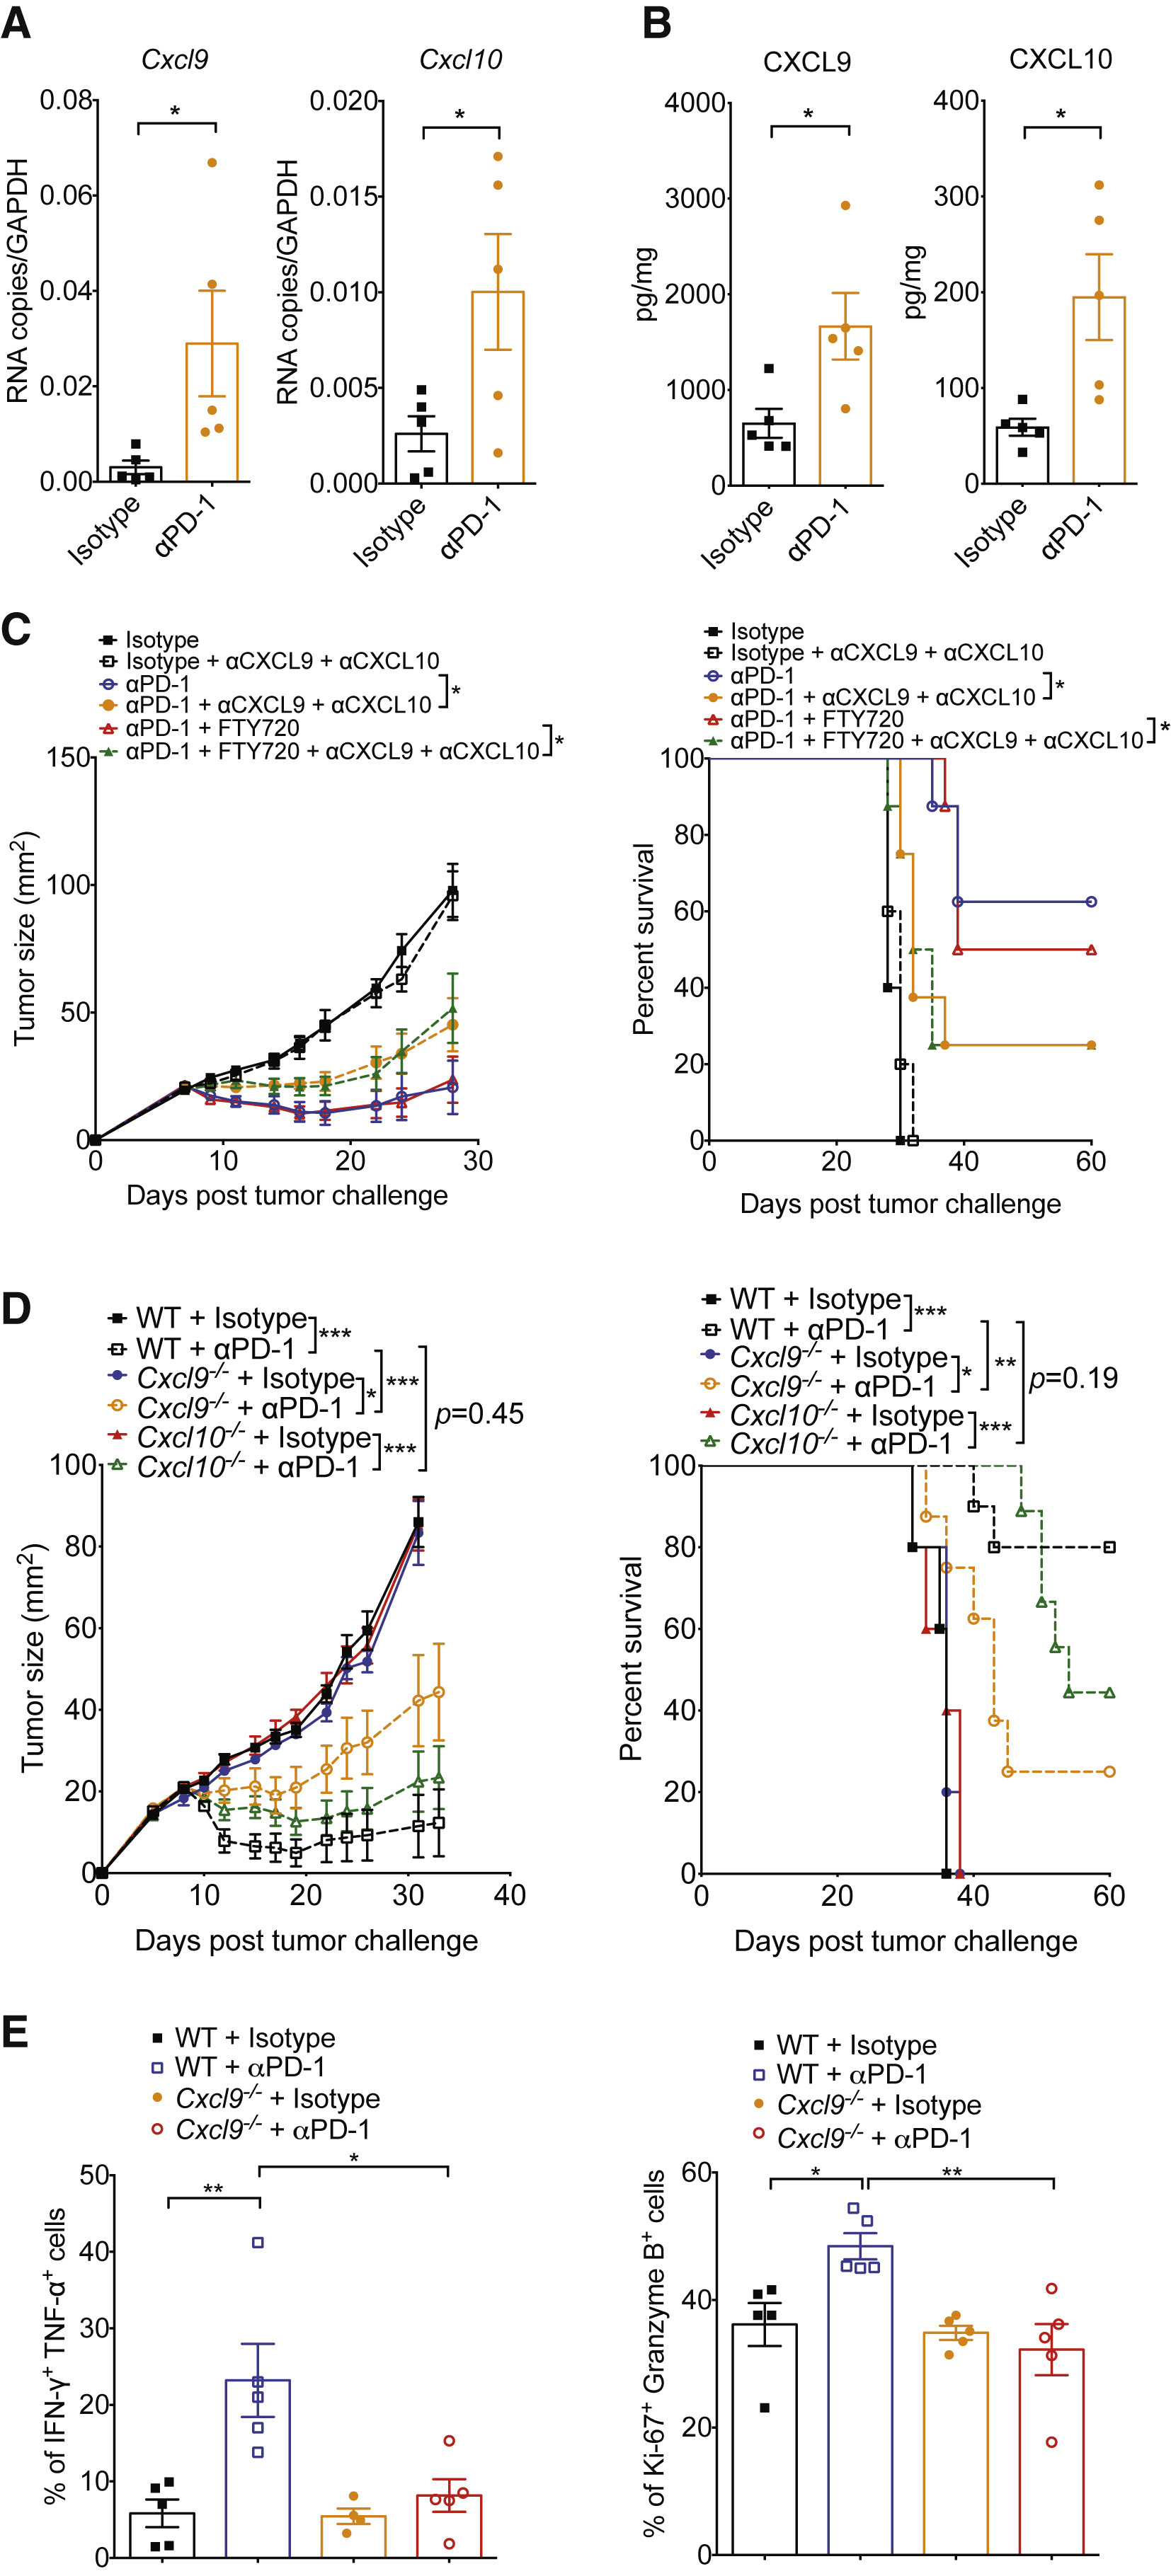 A
B
Cxcl9
Cxcl10
CXCL9
CXCL10
RNA copies/GAPDH
0.08
0.06
0.04
0.02
0.00
*
Isotype
αPD-1
RNA copies/GAPDH
0.020
0.015
0.010
0.005
0.000
*
Isotype
αPD-1
pg/mg
4000
3000
2000
1000
0
*
Isotype
αPD-1
pg/mg
400
300
200
100
0
*
Isotype
αPD-1
C
Isotype
Isotype + αCXCL9 + αCXCL10
αPD-1
αPD-1 + αCXCL9 + αCXCL10
*
αPD-1 + FTY720
αPD-1 + FTY720 + αCXCL9 + αCXCL10
*
Tumor size (mm²)
150
100
50
0
0 10 20 30
Days post tumor challenge
Isotype
Isotype + αCXCL9 + αCXCL10
αPD-1
αPD-1 + αCXCL9 + αCXCL10
*
αPD-1 + FTY720
αPD-1 + FTY720 + αCXCL9 + αCXCL10
*
Percent survival
100
80
60
40
20
0
0 20 40 60
Days post tumor challenge
D
WT + Isotype
WT + αPD-1
***
Cxcl9-/- + Isotype
Cxcl9-/- + αPD-1
*
***
Cxcl10-/- + Isotype
Cxcl10-/- + αPD-1
***
p=0.45
Tumor size (mm²)
100
80
60
40
20
0
0 10 20 30 40
Days post tumor challenge
WT + Isotype
WT + αPD-1
***
Cxcl9-/- + Isotype
Cxcl9-/- + αPD-1
*
**
Cxcl10-/- + Isotype
Cxcl10-/- + αPD-1
***
p=0.19
Percent survival
100
80
60
40
20
0
0 20 40 60
Days post tumor challenge
E
WT + Isotype
WT + αPD-1
Cxcl9-/- + Isotype
Cxcl9-/- + αPD-1
% of IFN-γ+ TNF-α+ cells
50
40
30
20
10
0
**
*
WT + Isotype
WT + αPD-1
Cxcl9-/- + Isotype
Cxcl9-/- + αPD-1
% of Ki-67+ Granzyme B+ cells
60
40
20
0
*
**